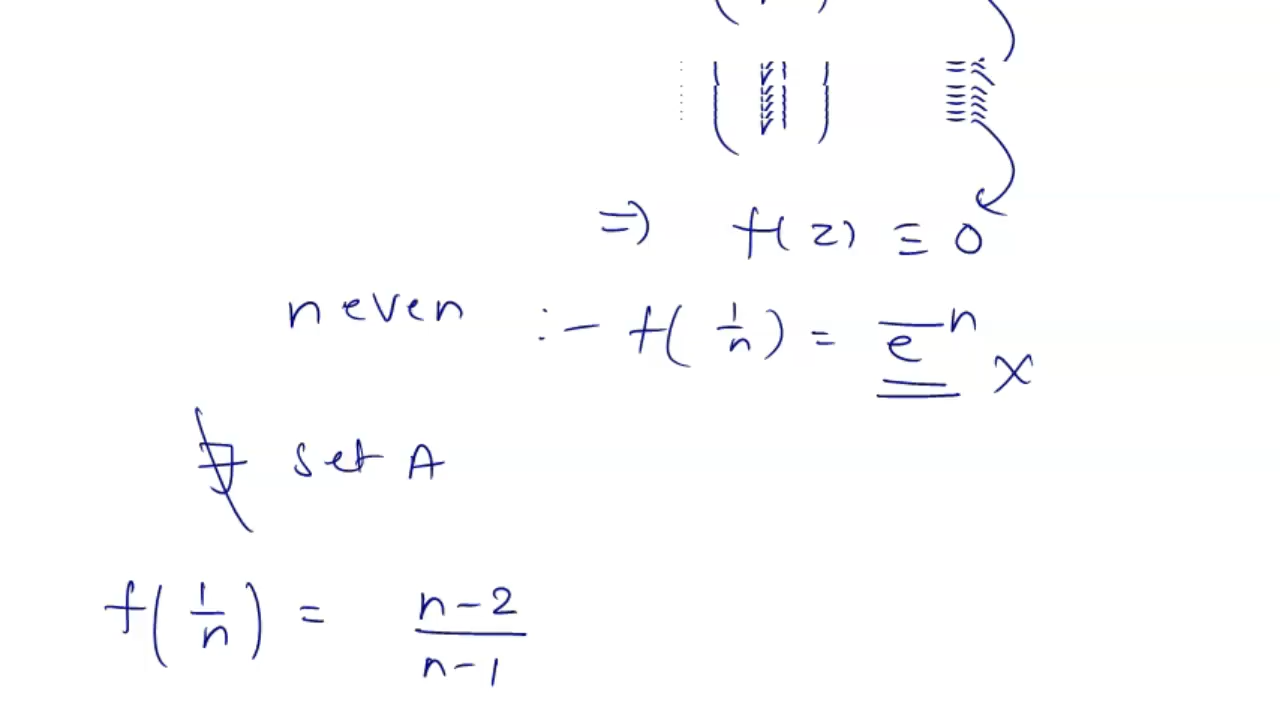 => f(z) ≡ 0
n even :- f(1/n) = e^-n x
∄ set A
f(1/n) = (n-2)/(n-1)